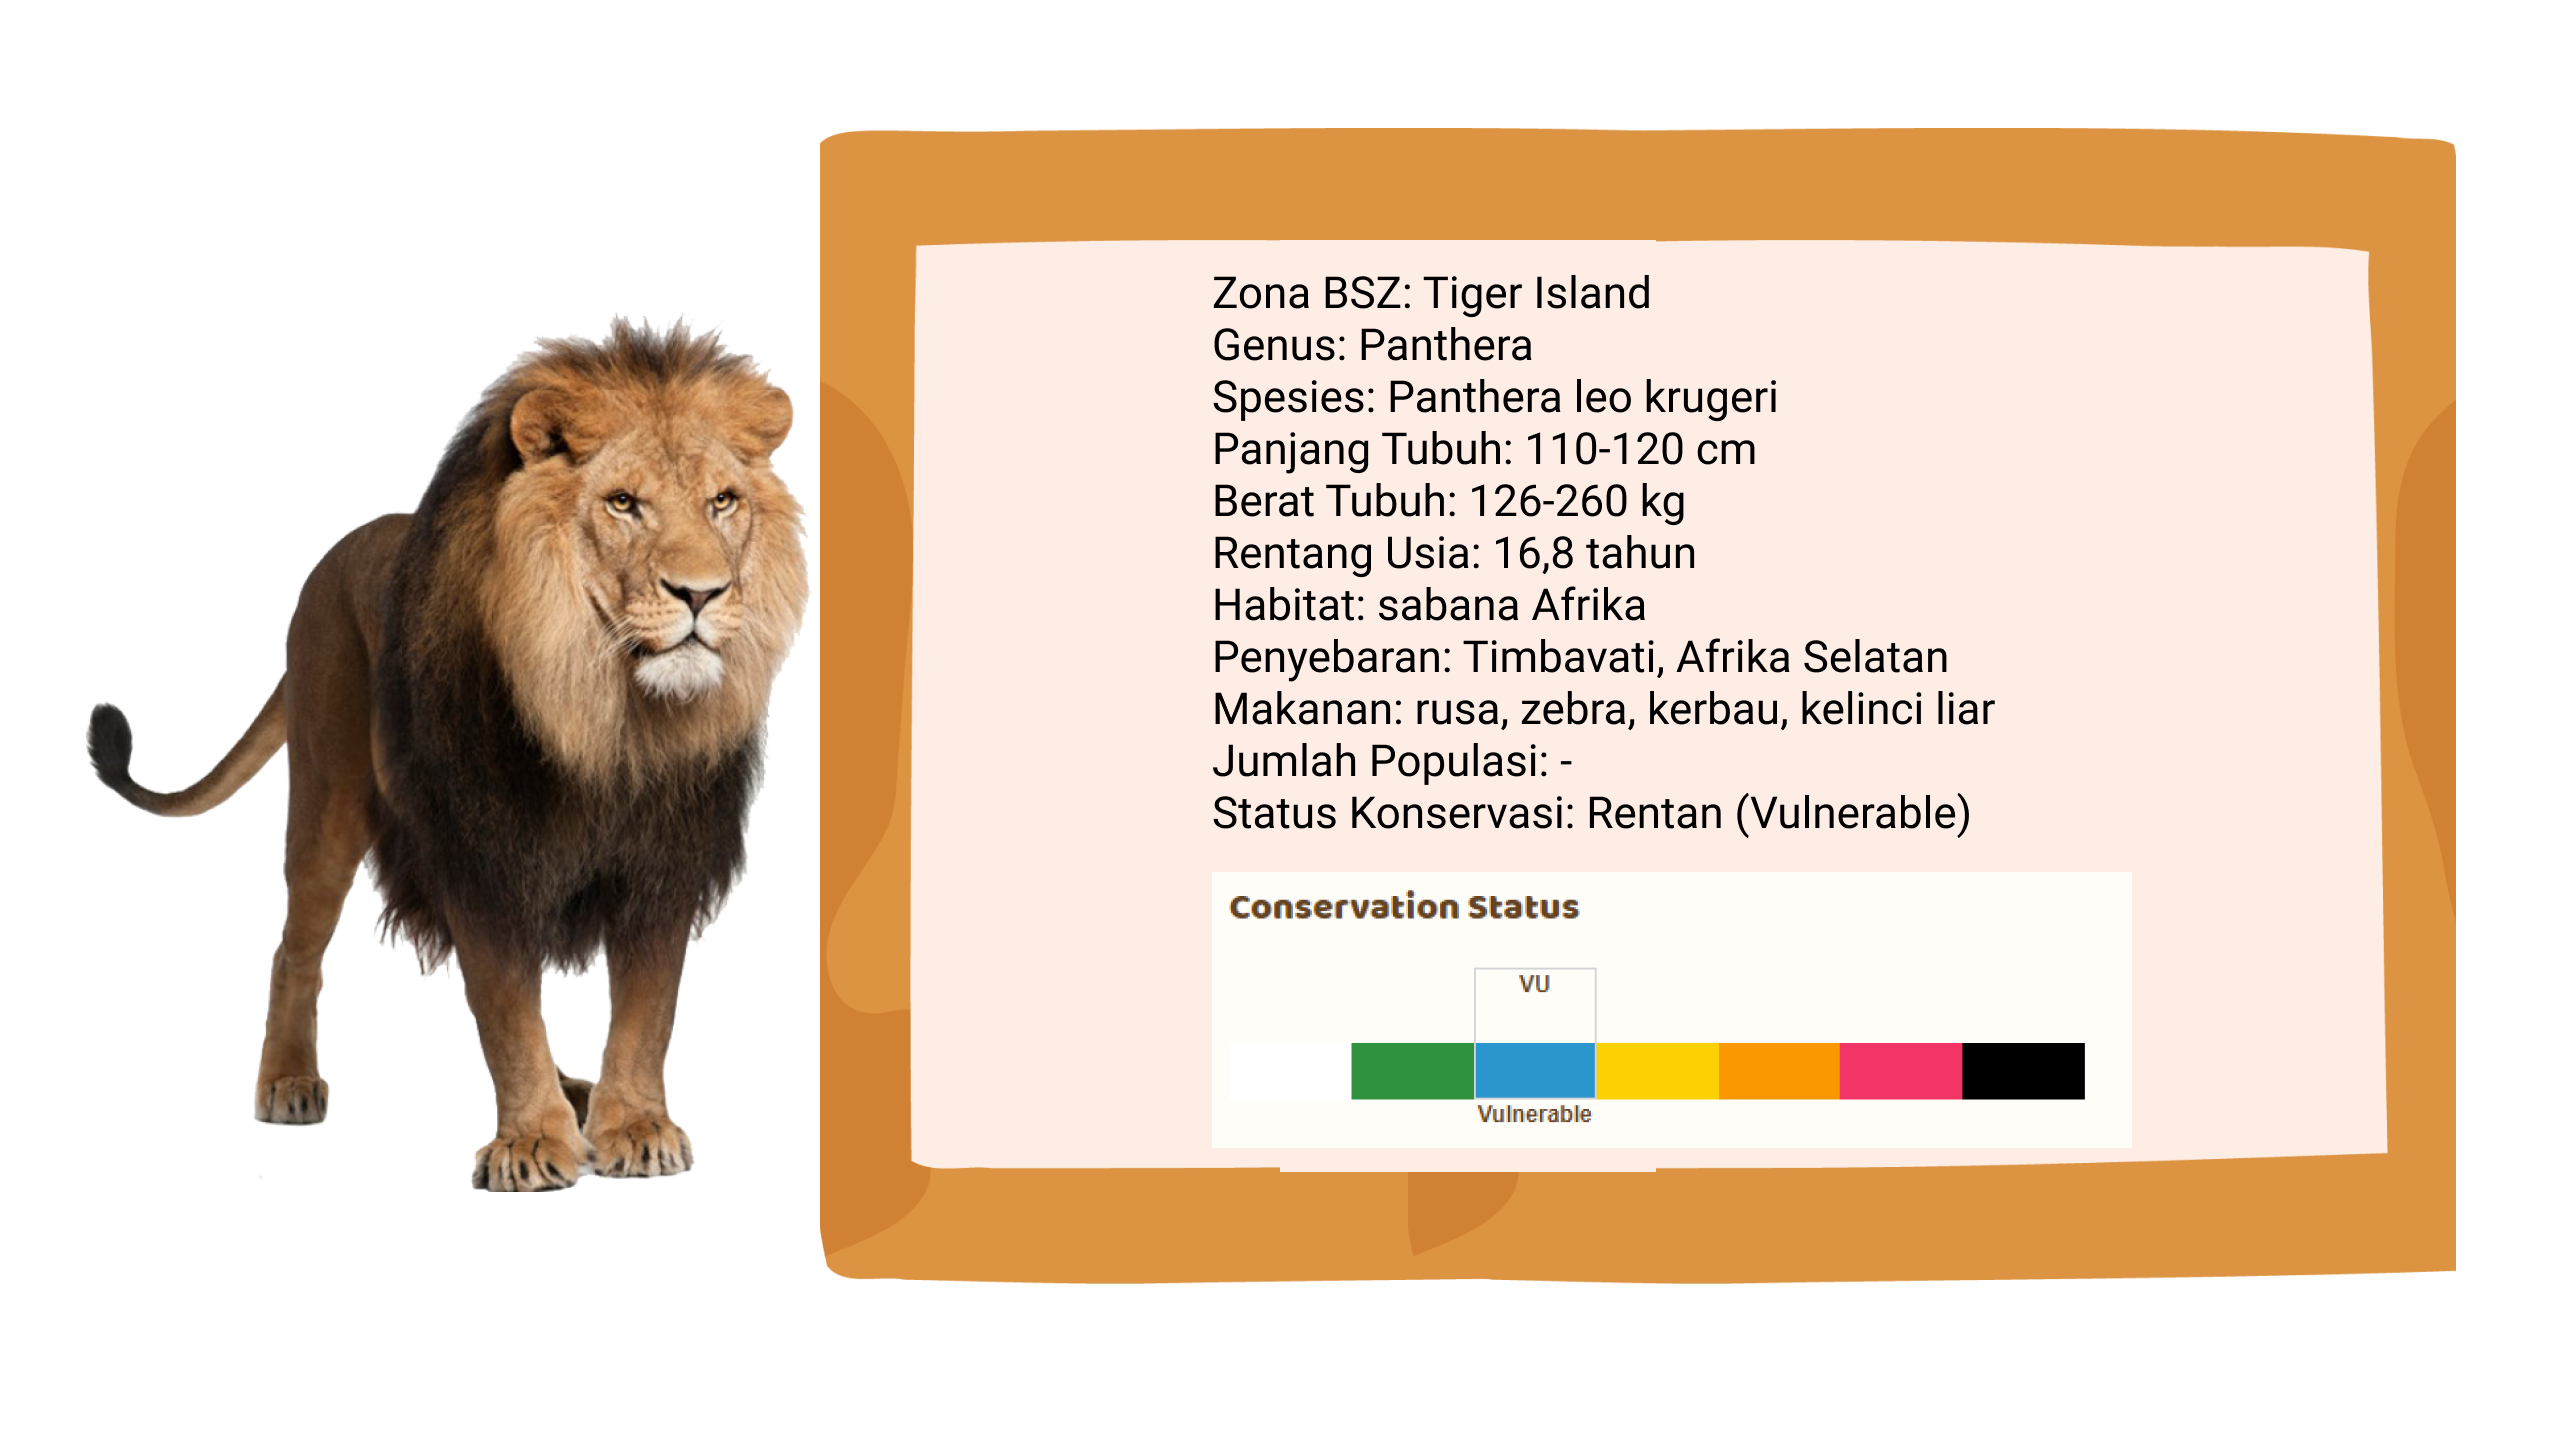 Zona BSZ: Tiger Island
Genus: Panthera
Spesies: Panthera leo krugeri
Panjang Tubuh: 110-120 cm
Berat Tubuh: 126-260 kg
Rentang Usia: 16,8 tahun
Habitat: sabana Afrika
Penyebaran: Timbavati, Afrika Selatan
Makanan: rusa, zebra, kerbau, kelinci liar
Jumlah Populasi: -
Status Konservasi: Rentan (Vulnerable)
Conservation Status
VU
Vulnerable